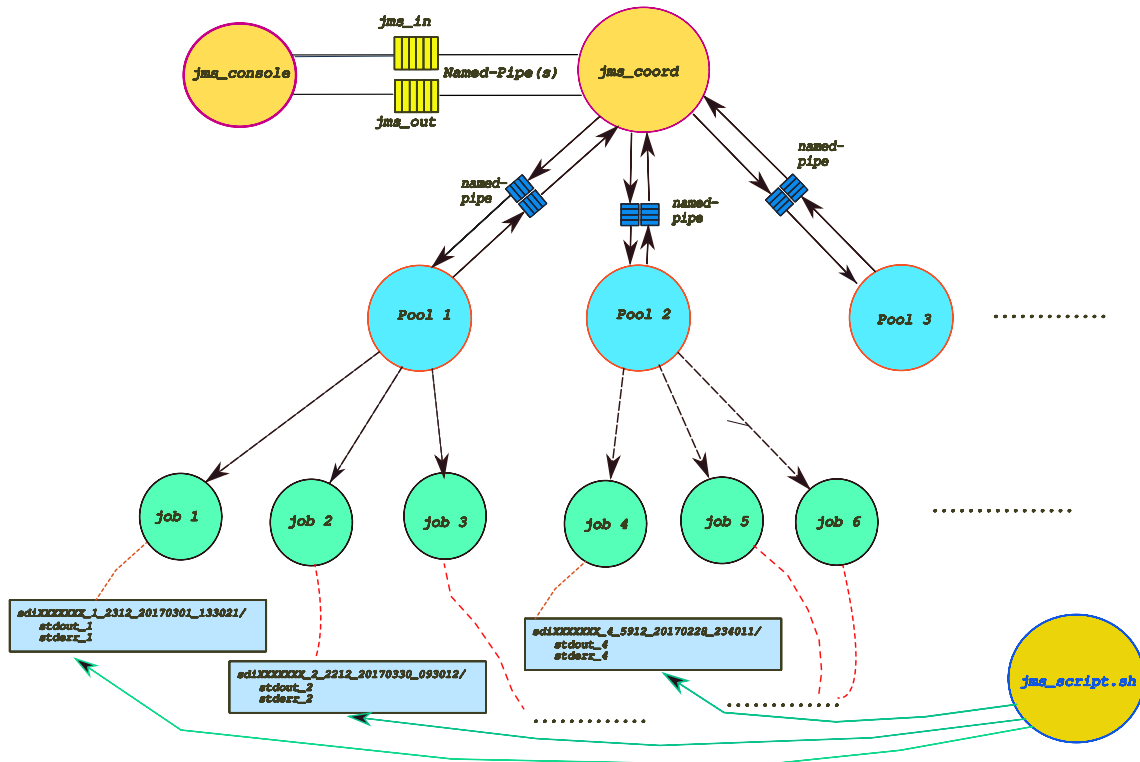 jms_in
jms_console
Named-Pipe(s)
jms_coord
jms_out
named-
pipe
named-
pipe
named-
pipe
Pool 1
Pool 2
Pool 3
job 1
job 2
job 3
job 4
job 5
job 6
sdiXXXXXXX_1_2312_20170301_133021/
stdout_1
stderr_1
sdiXXXXXXX_4_5912_20170228_234011/
stdout_4
stderr_4
sdiXXXXXXX_2_2212_20170330_093012/
stdout_2
stderr_2
jms_script.sh